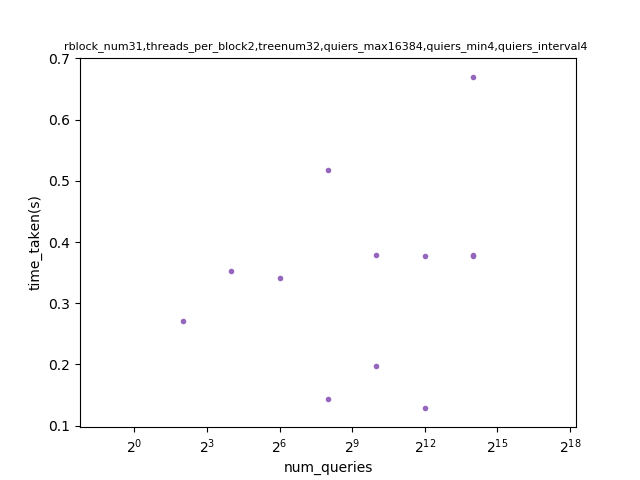 rblock_num31,threads_per_block2,treenum32,quiers_max16384,quiers_min4,quiers_interval4
0.7
0.6
0.5
0.4
0.3
0.2
0.1
time_taken(s)
2^0 2^3 2^6 2^9 2^12 2^15 2^18
num_queries